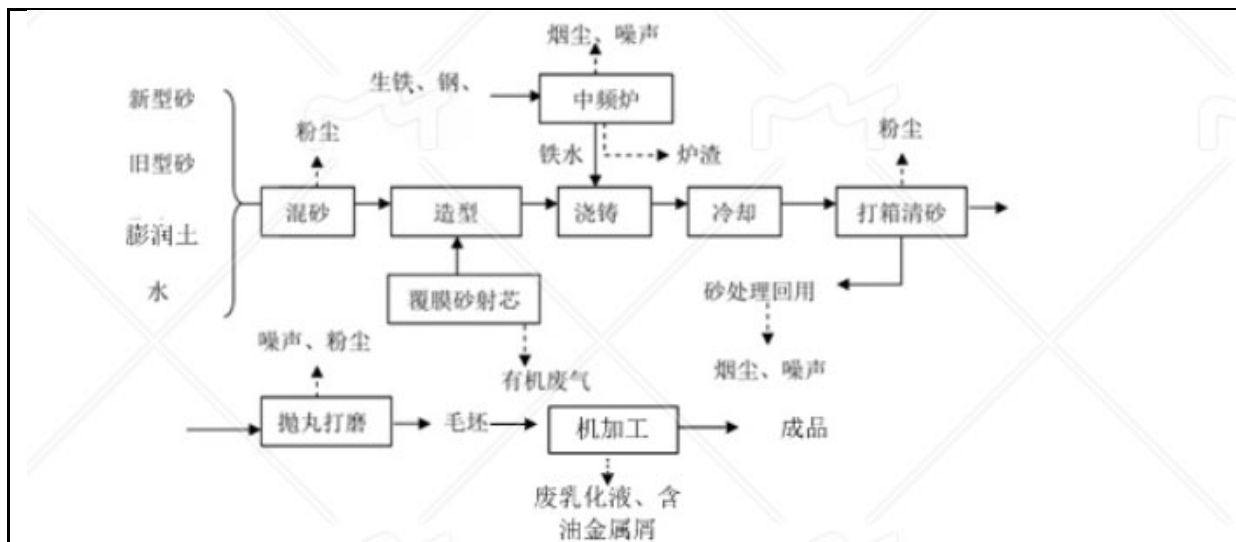 烟尘、噪声
生铁、钢、
中频炉
新型砂
粉尘
粉尘
铁水
炉渣
旧型砂
混砂
造型
浇铸
冷却
打箱清砂
膨润土
水
覆膜砂射芯
砂处理回用
噪声、粉尘
有机废气
烟尘、噪声
抛丸打磨
毛坯
机加工
成品
废乳化液、含
油金属屑